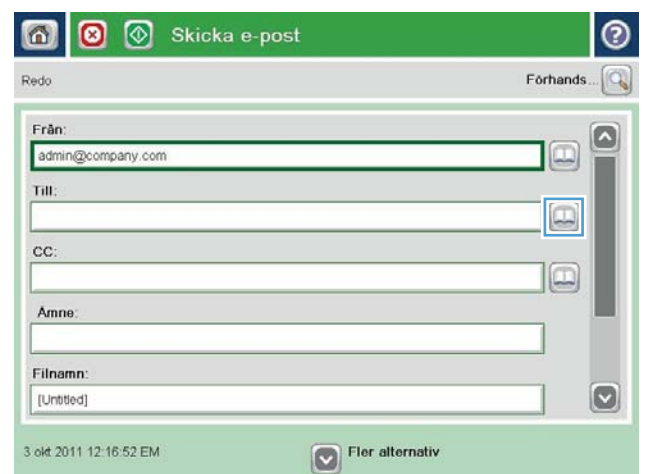 Skicka e-post
Redo
Förhands...
Från:
admin@company.com
Till:
CC:
Ämne:
Filnamn:
[Untitled]
3 okt 2011 12:16:52 EM
Fler alternativ